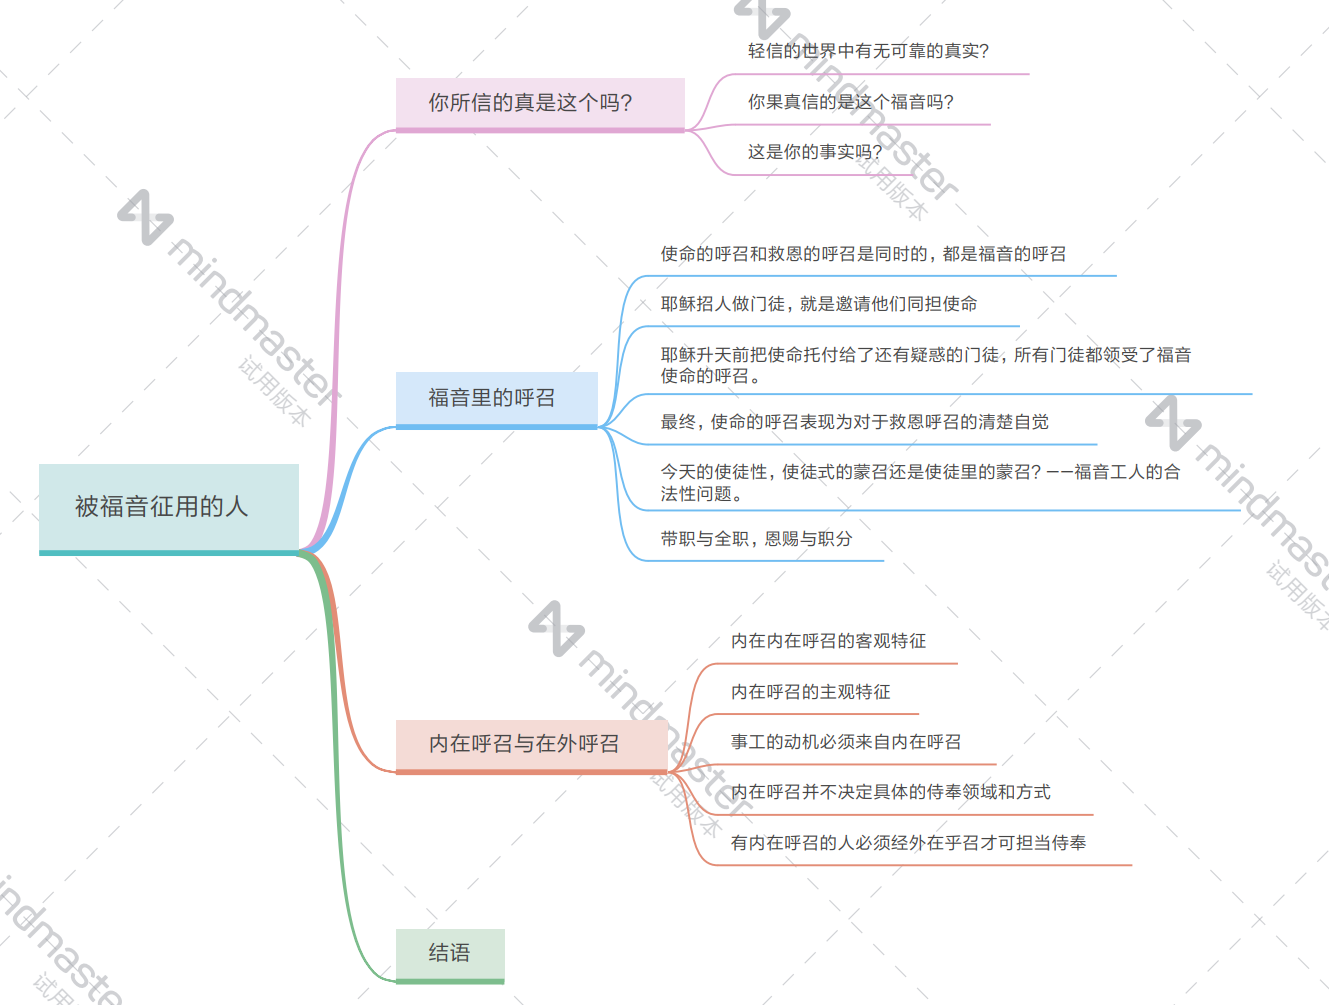 被福音征用的人
你所信的真是这个吗？
轻信的世界中有无可靠的真实？
你果真信的是这个福音吗？
这是你的事实吗？
福音里的呼召
使命的呼召和救恩的呼召是同时的，都是福音的呼召
耶稣招人做门徒，就是邀请他们同担使命
耶稣升天前把使命托付给了还有疑惑的门徒，所有门徒都领受了福音
使命的呼召。
最终，使命的呼召表现为对于救恩呼召的清楚自觉
今天的使徒性，使徒式的蒙召还是使徒里的蒙召？——福音工人的合
法性问题。
带职与全职，恩赐与职分
内在呼召与在外呼召
内在内在呼召的客观特征
内在呼召的主观特征
事工的动机必须来自内在呼召
内在呼召并不决定具体的侍奉领域和方式
有内在呼召的人必须经外在乎召才可担当侍奉
结语
mindmaster
试用版本
mindmaster
试用版本
mindmaster
试用版本
mindmaster
试用版本
mindmaster
试用